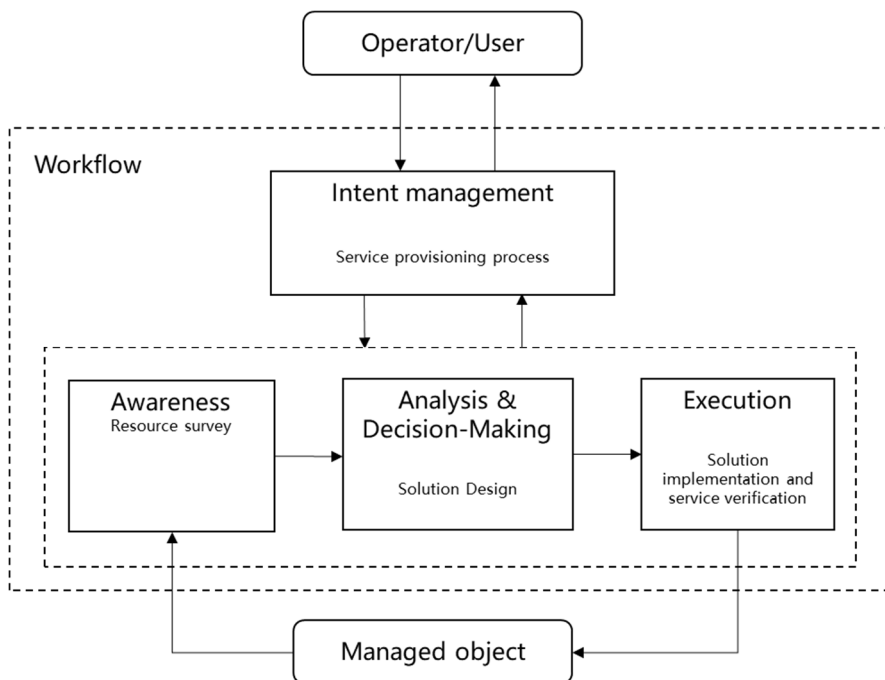 Operator/User
Workflow
Intent management
Service provisioning process
Awareness
Resource survey
Analysis &
Decision-Making
Solution Design
Execution
Solution
implementation and
service verification
Managed object